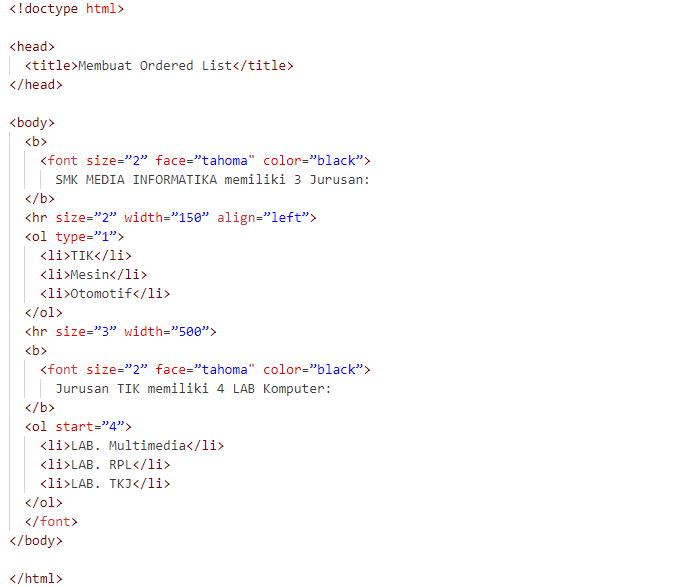 <!doctype html>
<head>
<title>Membuat Ordered List</title>
</head>
<body>
<b>
<font size=”2” face=”tahoma" color=”black”>
SMK MEDIA INFORMATIKA memiliki 3 Jurusan:
</b>
<hr size=”2” width=”150” align=”left”>
<ol type=”1”>
<li>TIK</li>
<li>Mesin</li>
<li>Otomotif</li>
</ol>
<hr size=”3” width=”500”>
<b>
<font size=”2” face=”tahoma" color=”black”>
Jurusan TIK memiliki 4 LAB Komputer:
</b>
<ol start=”4”>
<li>LAB. Multimedia</li>
<li>LAB. RPL</li>
<li>LAB. TKJ</li>
</ol>
</font>
</body>
</html>